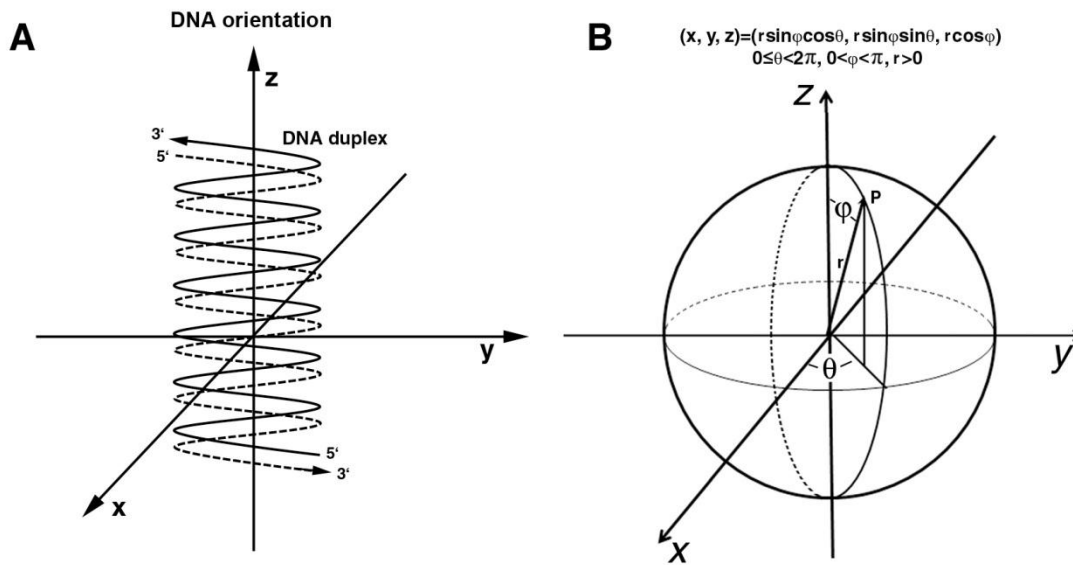 A
DNA orientation
z
3‘
5‘
DNA duplex
y
5‘
3‘
x
B
(x, y, z)=(rsinφcosθ, rsinφsinθ, rcosφ)
0≤θ<2π, 0<φ<π, r>0
Z
P
φ
r
y
θ
x